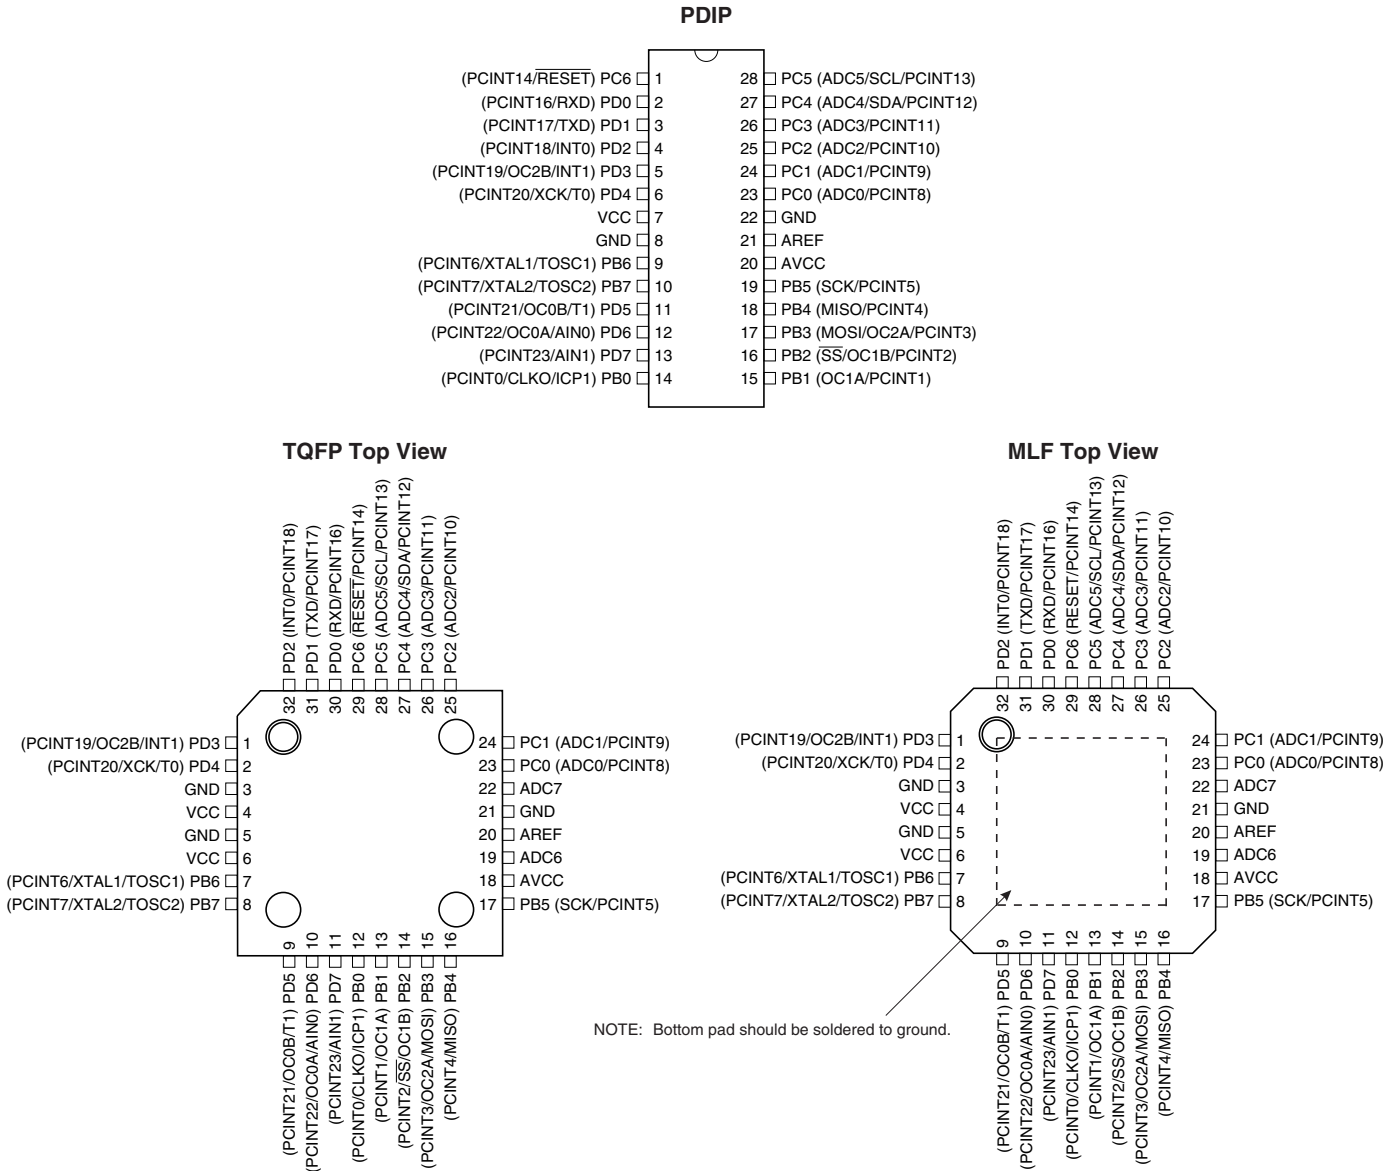 PDIP
(PCINT14/RESET) PC6 1
28 PC5 (ADC5/SCL/PCINT13)
(PCINT16/RXD) PD0 2
27 PC4 (ADC4/SDA/PCINT12)
(PCINT17/TXD) PD1 3
26 PC3 (ADC3/PCINT11)
(PCINT18/INT0) PD2 4
25 PC2 (ADC2/PCINT10)
(PCINT19/OC2B/INT1) PD3 5
24 PC1 (ADC1/PCINT9)
(PCINT20/XCK/T0) PD4 6
23 PC0 (ADC0/PCINT8)
VCC 7
22 GND
GND 8
21 AREF
(PCINT6/XTAL1/TOSC1) PB6 9
20 AVCC
(PCINT7/XTAL2/TOSC2) PB7 10
19 PB5 (SCK/PCINT5)
(PCINT21/OC0B/T1) PD5 11
18 PB4 (MISO/PCINT4)
(PCINT22/OC0A/AIN0) PD6 12
17 PB3 (MOSI/OC2A/PCINT3)
(PCINT23/AIN1) PD7 13
16 PB2 (SS/OC1B/PCINT2)
(PCINT0/CLKO/ICP1) PB0 14
15 PB1 (OC1A/PCINT1)
TQFP Top View
32 PD2 (INT0/PCINT18)
31 PD1 (TXD/PCINT17)
30 PD0 (RXD/PCINT16)
29 PC6 (RESET/PCINT14)
28 PC5 (ADC5/SCL/PCINT13)
27 PC4 (ADC4/SDA/PCINT12)
26 PC3 (ADC3/PCINT11)
25 PC2 (ADC2/PCINT10)
(PCINT19/OC2B/INT1) PD3 1
(PCINT20/XCK/T0) PD4 2
GND 3
VCC 4
GND 5
VCC 6
(PCINT6/XTAL1/TOSC1) PB6 7
(PCINT7/XTAL2/TOSC2) PB7 8
24 PC1 (ADC1/PCINT9)
23 PC0 (ADC0/PCINT8)
22 ADC7
21 GND
20 AREF
19 ADC6
18 AVCC
17 PB5 (SCK/PCINT5)
(PCINT21/OC0B/T1) PD5 9
(PCINT22/OC0A/AIN0) PD6 10
(PCINT23/AIN1) PD7 11
(PCINT0/CLKO/ICP1) PB0 12
(PCINT1/OC1A) PB1 13
(PCINT2/SS/OC1B) PB2 14
(PCINT3/OC2A/MOSI) PB3 15
(PCINT4/MISO) PB4 16
MLF Top View
32 PD2 (INT0/PCINT18)
31 PD1 (TXD/PCINT17)
30 PD0 (RXD/PCINT16)
29 PC6 (RESET/PCINT14)
28 PC5 (ADC5/SCL/PCINT13)
27 PC4 (ADC4/SDA/PCINT12)
26 PC3 (ADC3/PCINT11)
25 PC2 (ADC2/PCINT10)
(PCINT19/OC2B/INT1) PD3 1
(PCINT20/XCK/T0) PD4 2
GND 3
VCC 4
GND 5
VCC 6
(PCINT6/XTAL1/TOSC1) PB6 7
(PCINT7/XTAL2/TOSC2) PB7 8
24 PC1 (ADC1/PCINT9)
23 PC0 (ADC0/PCINT8)
22 ADC7
21 GND
20 AREF
19 ADC6
18 AVCC
17 PB5 (SCK/PCINT5)
(PCINT21/OC0B/T1) PD5 9
(PCINT22/OC0A/AIN0) PD6 10
(PCINT23/AIN1) PD7 11
(PCINT0/CLKO/ICP1) PB0 12
(PCINT1/OC1A) PB1 13
(PCINT2/SS/OC1B) PB2 14
(PCINT3/OC2A/MOSI) PB3 15
(PCINT4/MISO) PB4 16
NOTE: Bottom pad should be soldered to ground.